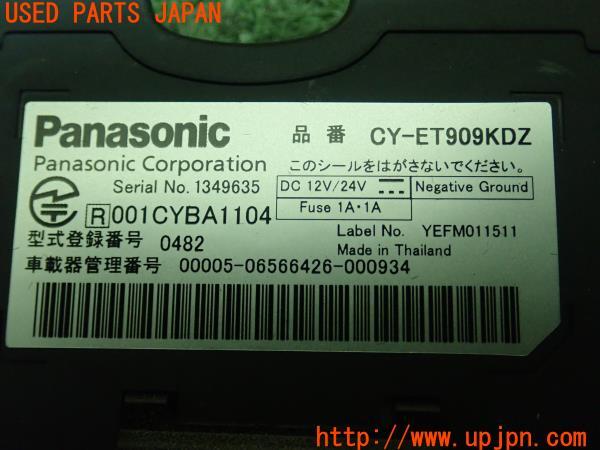 USED PARTS JAPAN
Panasonic 品番 CY-ET909KDZ
Panasonic Corporation このシールをはがさないでください。
Serial No. 1349635 DC 12V/24V Negative Ground
Fuse 1A・1A
R 001CYBA1104 Label No. YEFM011511
型式登録番号 0482 Made in Thailand
車載器管理番号 00005-06566426-000934
UPJ www.upjpn.com